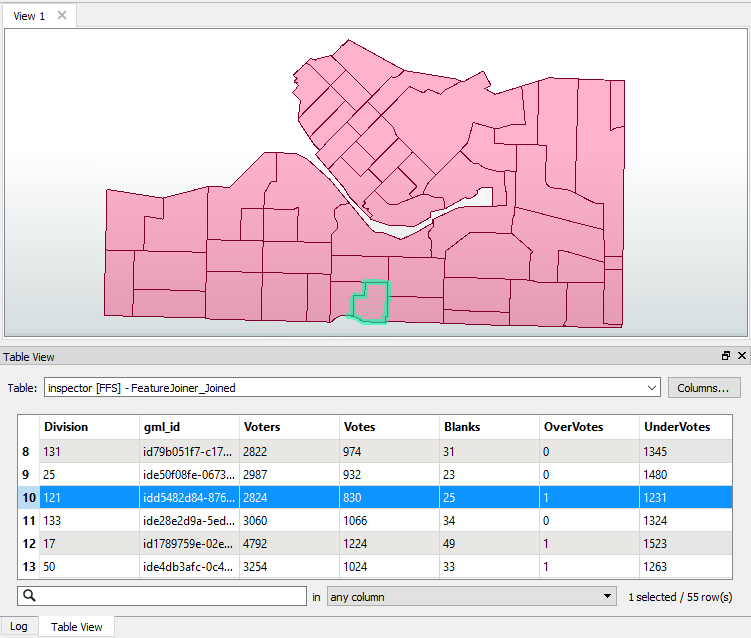 View 1
Table View
Table: inspector [FFS] - FeatureJoiner_Joined Columns...
Division gml_id Voters Votes Blanks OverVotes UnderVotes
8 131 id79b051f7-c17... 2822 974 31 0 1345
9 25 ide50f08fe-0673... 2987 932 23 0 1480
10 121 idd5482d84-876... 2824 830 25 1 1231
11 133 ide28e2d9a-5ed... 3060 1066 34 0 1324
12 17 id1789759e-02e... 4792 1224 49 1 1523
13 50 ide4db3afc-0c4... 3254 1024 33 1 1263
in any column 1 selected / 55 row(s)
Log Table View